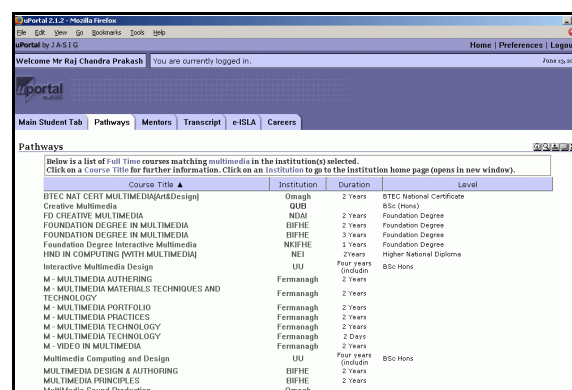 uPortal 2.1.2 - Mozilla Firefox
File Edit View Go Bookmarks Tools Help
uPortal by J A-S I G Home | Preferences | Logou
Welcome Mr Raj Chandra Prakash You are currently logged in. June 13, 20
uportal
Main Student Tab Pathways Mentors Transcript e-ISLA Careers
Pathways
Below is a list of Full Time courses matching multimedia in the institution(s) selected.
Click on a Course Title for further information. Click on an Institution to go to the institution home page (opens in new window).
Course Title ▲ Institution Duration Level
BTEC NAT CERT MULTIMEDIA(Art&Design) Omagh 2 Years BTEC National Certificate
Creative Multimedia QUB BSc (Hons)
FD CREATIVE MULTIMEDIA NDAI 2 Years Foundation Degree
FOUNDATION DEGREE IN MULTIMEDIA BIFHE 2 Years Foundation Degree
FOUNDATION DEGREE IN MULTIMEDIA BIFHE 3 Years Foundation Degree
Foundation Degree Interactive Multimedia NKIFHE 1 Years Foundation Degree
HND IN COMPUTING (WITH MULTIMEDIA) NEI 2Years Higher National Diploma
Interactive Multimedia Design UU Four years (includin BSc Hons
M - MULTIMEDIA AUTHERING Fermanagh 2 Years
M - MULTIMEDIA MATERIALS TECHNIQUES AND
TECHNOLOGY Fermanagh 2 Years
M - MULTIMEDIA PORTFOLIO Fermanagh 2 Years
M - MULTIMEDIA PRACTICES Fermanagh 2 Years
M - MULTIMEDIA TECHNOLOGY Fermanagh 2 Years
M - MULTIMEDIA TECHNOLOGY Fermanagh 2 Days
M - VIDEO IN MULTIMEDIA Fermanagh 2 Years
Multimedia Computing and Design UU Four years (includin BSc Hons
MULTIMEDIA DESIGN & AUTHORING BIFHE 2 Years
MULTIMEDIA PRINCIPLES BIFHE 2 Years
MultiMedia Sound Production Omagh